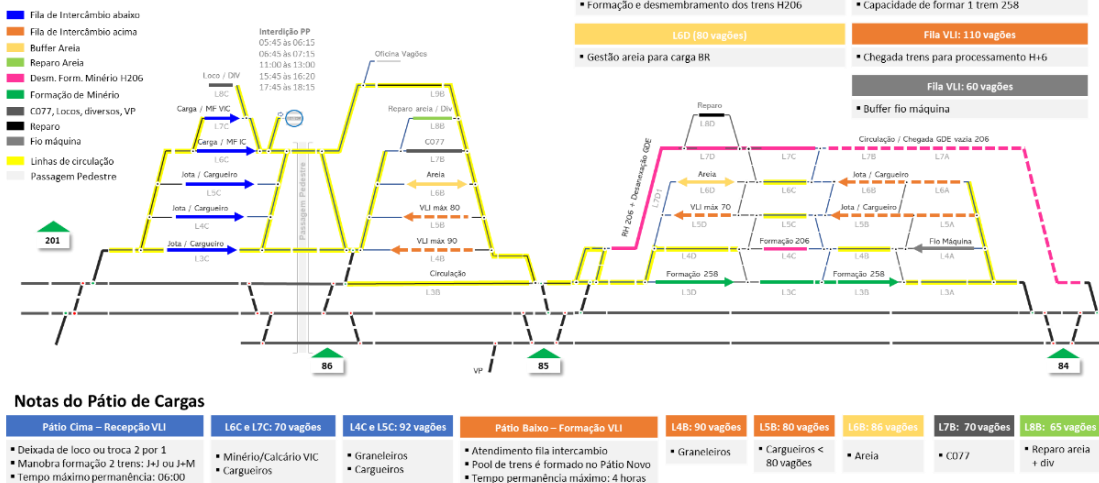 Fila de Intercâmbio abaixo
Fila de Intercâmbio acima
Buffer Areia
Reparo Areia
Desm. Form. Minério H206
Formação de Minério
C077, Locos, diversos, VP
Reparo
Fio máquina
Linhas de circulação
Passagem Pedestre
Interdição PP
05:45 às 06:15
06:45 às 07:15
11:00 às 13:00
15:45 às 16:20
17:45 às 18:15
Formação e desmembramento dos trens H206
Capacidade de formar 1 trem 258
L6D (80 vagões)
Gestão areia para carga BR
Fila VLI: 110 vagões
Chegada trens para processamento H+6
Fila VLI: 60 vagões
Buffer fio máquina
Loco / DIV
L8C
Carga / MF VIC
L7C
Carga / MF IC
L6C
Jota / Cargueiro
L5C
Jota / Cargueiro
L4C
Jota / Cargueiro
L3C
Passagem Pedestre
Oficina Vagões
L9B
Reparo areia / Div
L8B
C077
L7B
Areia
L6B
VLI máx 80
L5B
VLI máx 90
L4B
Circulação
L3B
RH 206 + Desanexação GDE
L7D1
Reparo
L8D
L7D
L7C
Circulação / Chegada GDE vazia 206
L7B
L7A
Areia
L6D
L6C
Jota / Cargueiro
L6B
L6A
VLI máx 70
L5D
L5C
Jota / Cargueiro
L5B
L5A
L4D
Formação 206
L4C
L4B
Fio Máquina
L4A
Formação 258
L3D
L3C
Formação 258
L3B
L3A
201
86
VP
85
84
Notas do Pátio de Cargas
Pátio Cima – Recepção VLI
Deixada de loco ou troca 2 por 1
Manobra formação 2 trens: J+J ou J+M
Tempo máximo permanência: 06:00
L6C e L7C: 70 vagões
Minério/Calcário VIC
Cargueiros
L4C e L5C: 92 vagões
Graneleiros
Cargueiros
Pátio Baixo – Formação VLI
Atendimento fila intercambio
Pool de trens é formado no Pátio Novo
Tempo permanência máximo: 4 horas
L4B: 90 vagões
Graneleiros
L5B: 80 vagões
Cargueiros <
80 vagões
L6B: 86 vagões
Areia
L7B: 70 vagões
C077
L8B: 65 vagões
Reparo areia
+ div